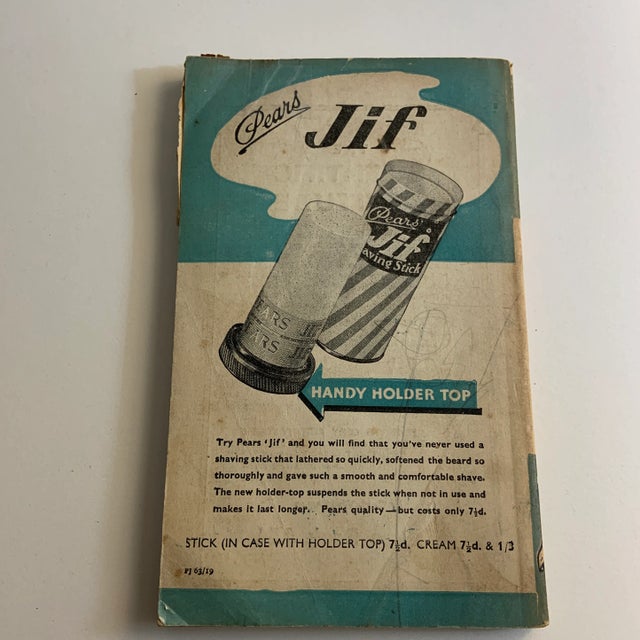 Pears
Jif
Pears'
Jif
aving Stick
ARS
ARS
HANDY HOLDER TOP
Try Pears 'Jif' and you will find that you've never used a
shaving stick that lathered so quickly, softened the beard so
thoroughly and gave such a smooth and comfortable shave.
The new holder-top suspends the stick when not in use and
makes it last longer. Pears quality—but costs only 7½d.
STICK (IN CASE WITH HOLDER TOP) 7½d. CREAM 7½d. & 1/3
PJ 63/19